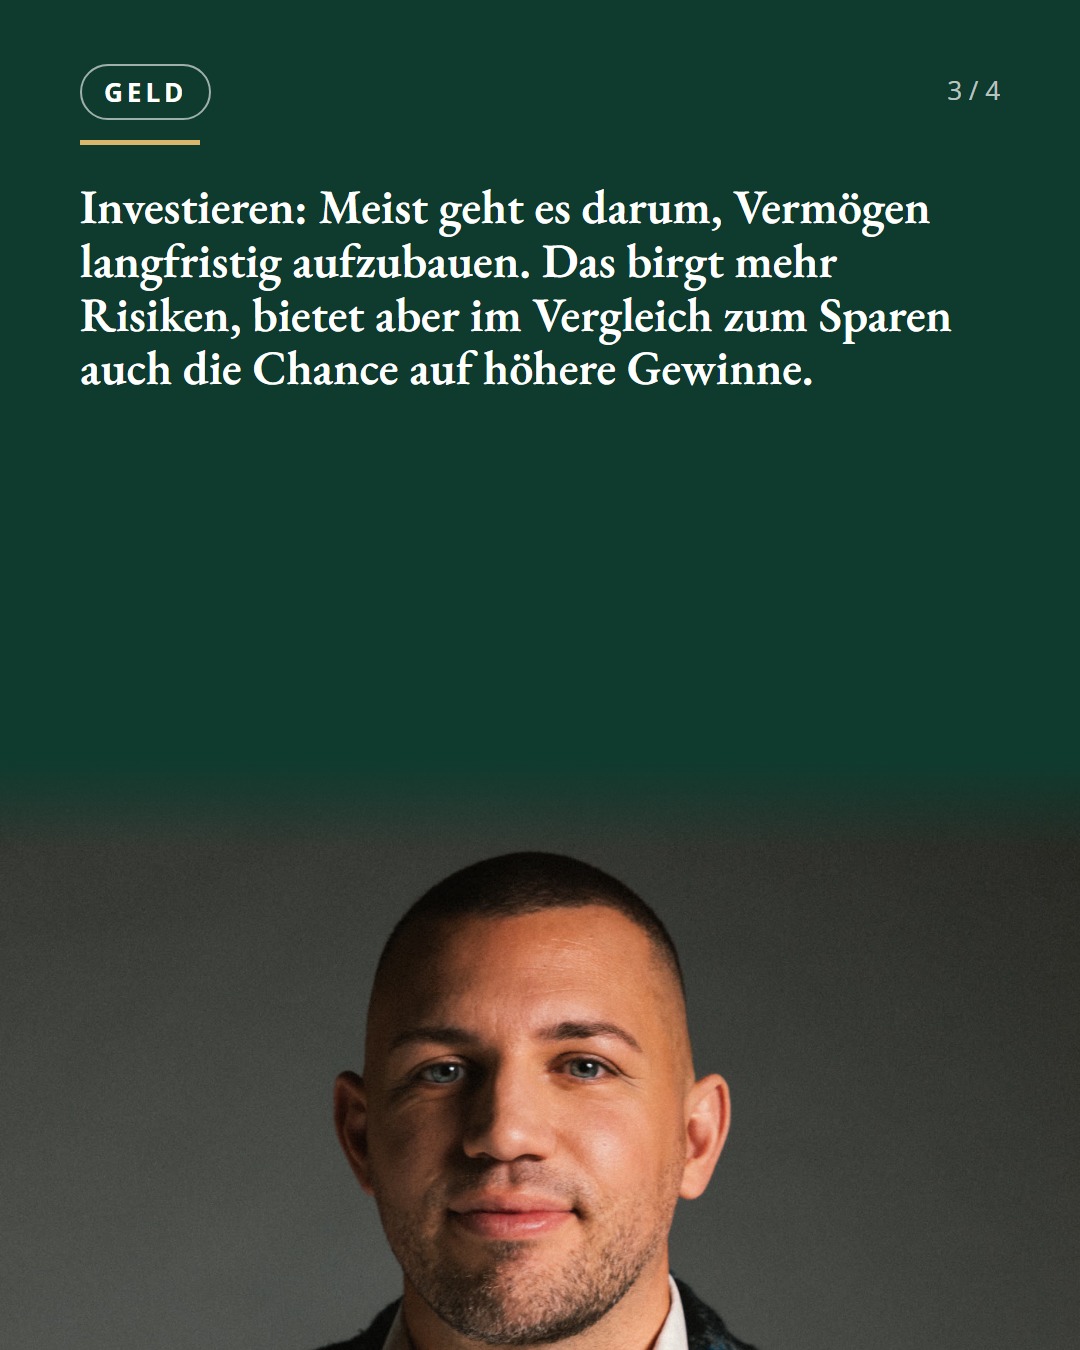 GELD
3 / 4
Investieren: Meist geht es darum, Vermögen
langfristig aufzubauen. Das birgt mehr
Risiken, bietet aber im Vergleich zum Sparen
auch die Chance auf höhere Gewinne.